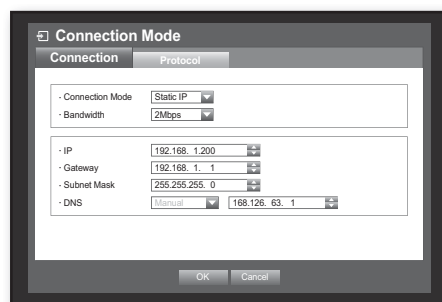 Connection Mode
Connection Protocol
· Connection Mode Static IP
· Bandwidth 2Mbps
· IP 192.168. 1.200
· Gateway 192.168. 1. 1
· Subnet Mask 255.255.255. 0
· DNS Manual 168.126. 63. 1
OK Cancel